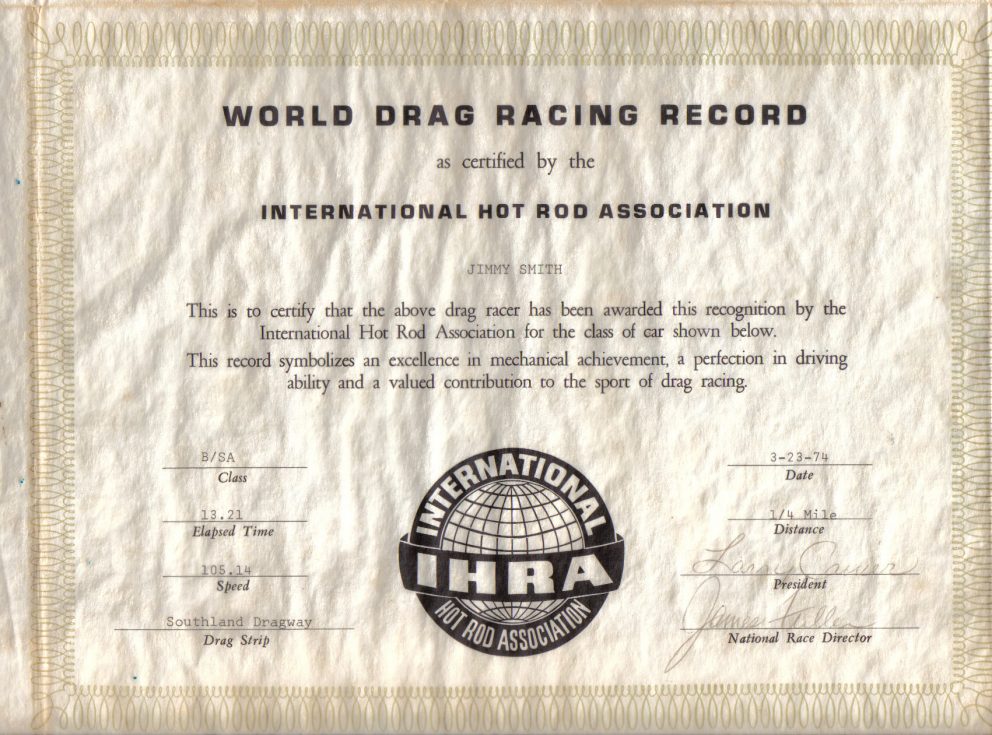 WORLD DRAG RACING RECORD
as certified by the
INTERNATIONAL HOT ROD ASSOCIATION
JIMMY SMITH
This is to certify that the above drag racer has been awarded this recognition by the
International Hot Rod Association for the class of car shown below.
This record symbolizes an excellence in mechanical achievement, a perfection in driving
ability and a valued contribution to the sport of drag racing.
B/SA
Class
13.21
Elapsed Time
105.14
Speed
Southland Dragway
Drag Strip
INTERNATIONAL
IHRA
HOT ROD ASSOCIATION
3-23-74
Date
1/4 Mile
Distance
Larry
President
James
National Race Director